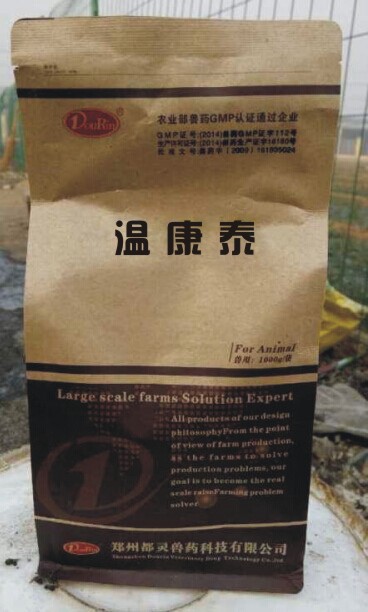 DouRin®
农业部兽药GMP认证通过企业
温康泰
For Animal
兽用：1000g/袋
Large scale farms Solution Expert
All products of our design
philosophyFrom the point
of view of farm production,
as the farms to solve
production problems, our
goal is to become the real
scale raiseFarming problem
solver
DouRin
郑州都灵兽药科技有限公司